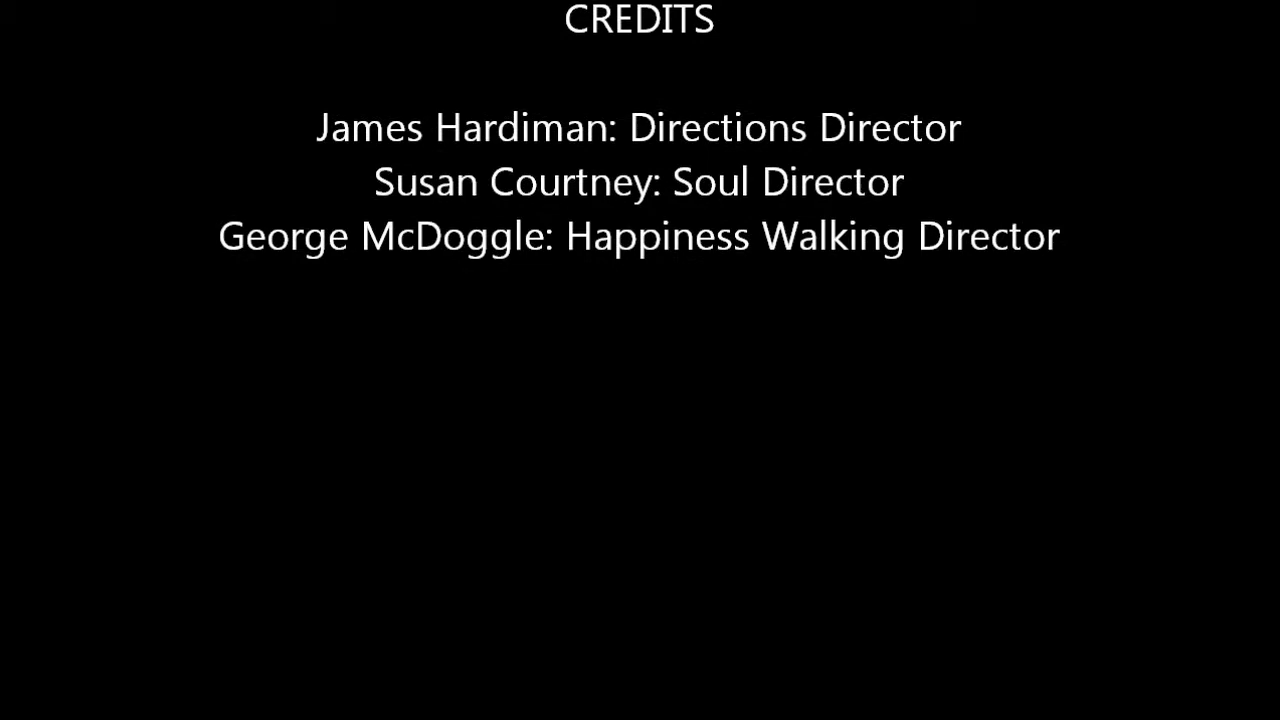 CREDITS
James Hardiman: Directions Director
Susan Courtney: Soul Director
George McDoggle: Happiness Walking Director